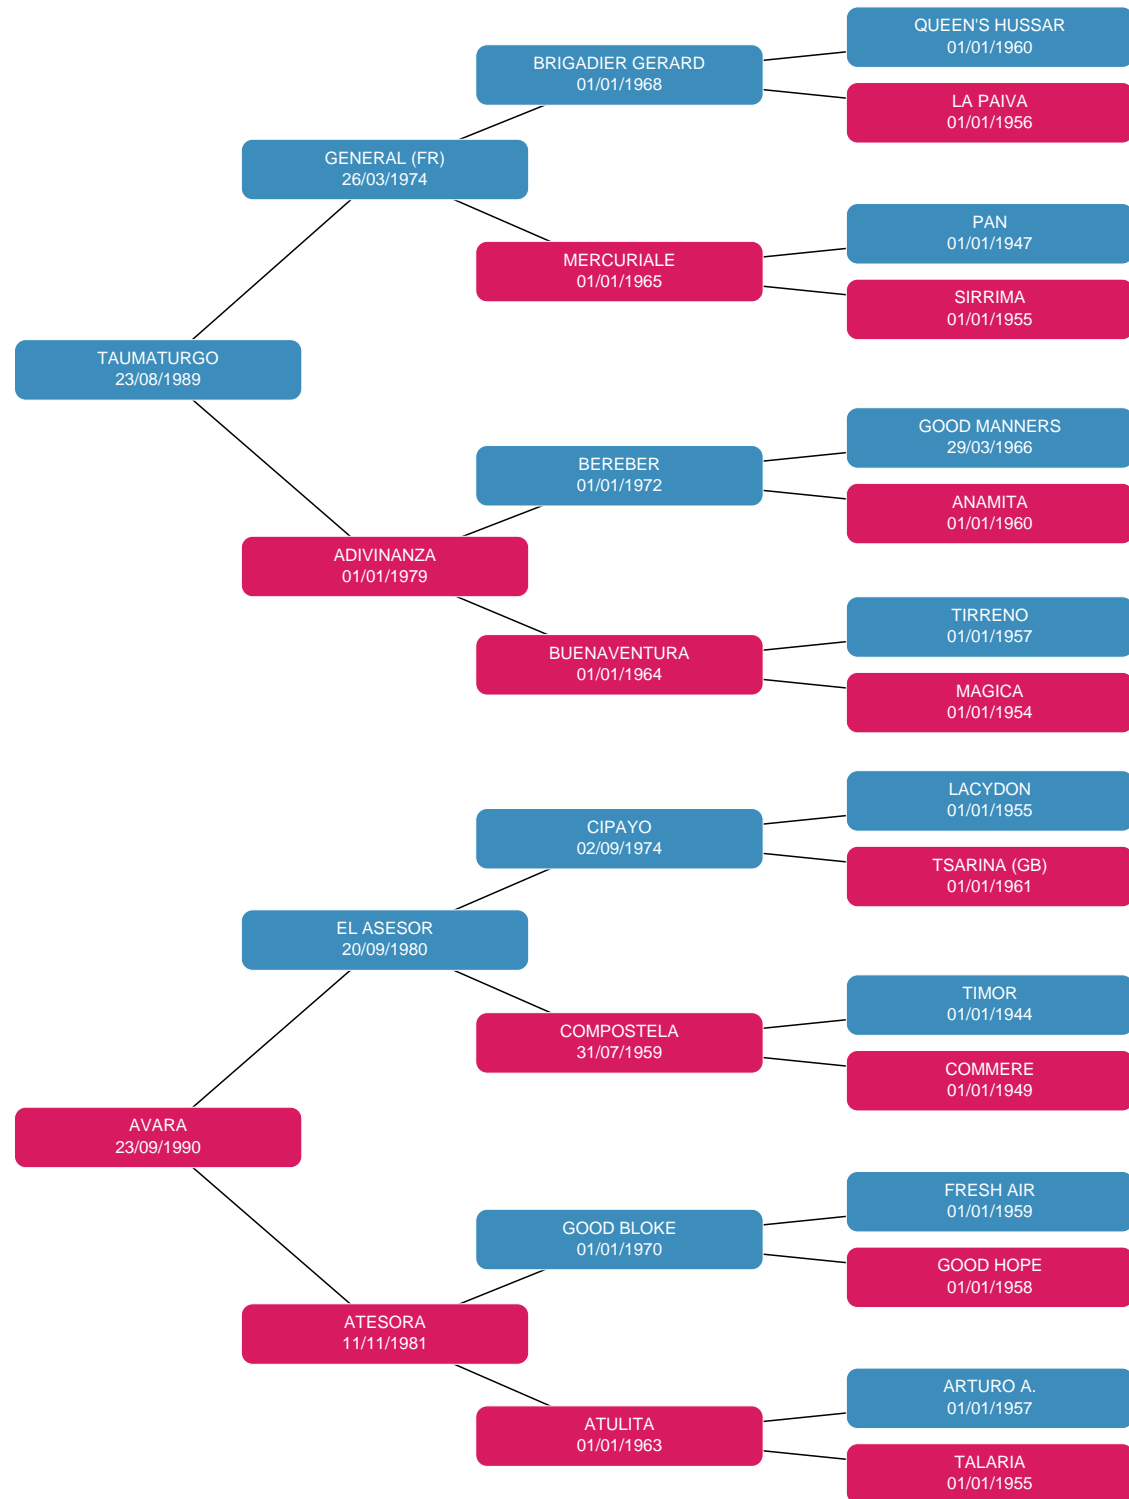 QUEEN'S HUSSAR
01/01/1960
BRIGADIER GERARD
01/01/1968
LA PAIVA
01/01/1956
GENERAL (FR)
26/03/1974
PAN
01/01/1947
MERCURIALE
01/01/1965
SIRRIMA
01/01/1955
TAUMATURGO
23/08/1989
GOOD MANNERS
29/03/1966
BEREBER
01/01/1972
ANAMITA
01/01/1960
ADIVINANZA
01/01/1979
TIRRENO
01/01/1957
BUENAVENTURA
01/01/1964
MAGICA
01/01/1954
LACYDON
01/01/1955
CIPAYO
02/09/1974
TSARINA (GB)
01/01/1961
EL ASESOR
20/09/1980
TIMOR
01/01/1944
COMPOSTELA
31/07/1959
COMMERE
01/01/1949
AVARA
23/09/1990
FRESH AIR
01/01/1959
GOOD BLOKE
01/01/1970
GOOD HOPE
01/01/1958
ATESORA
11/11/1981
ARTURO A.
01/01/1957
ATULITA
01/01/1963
TALARIA
01/01/1955